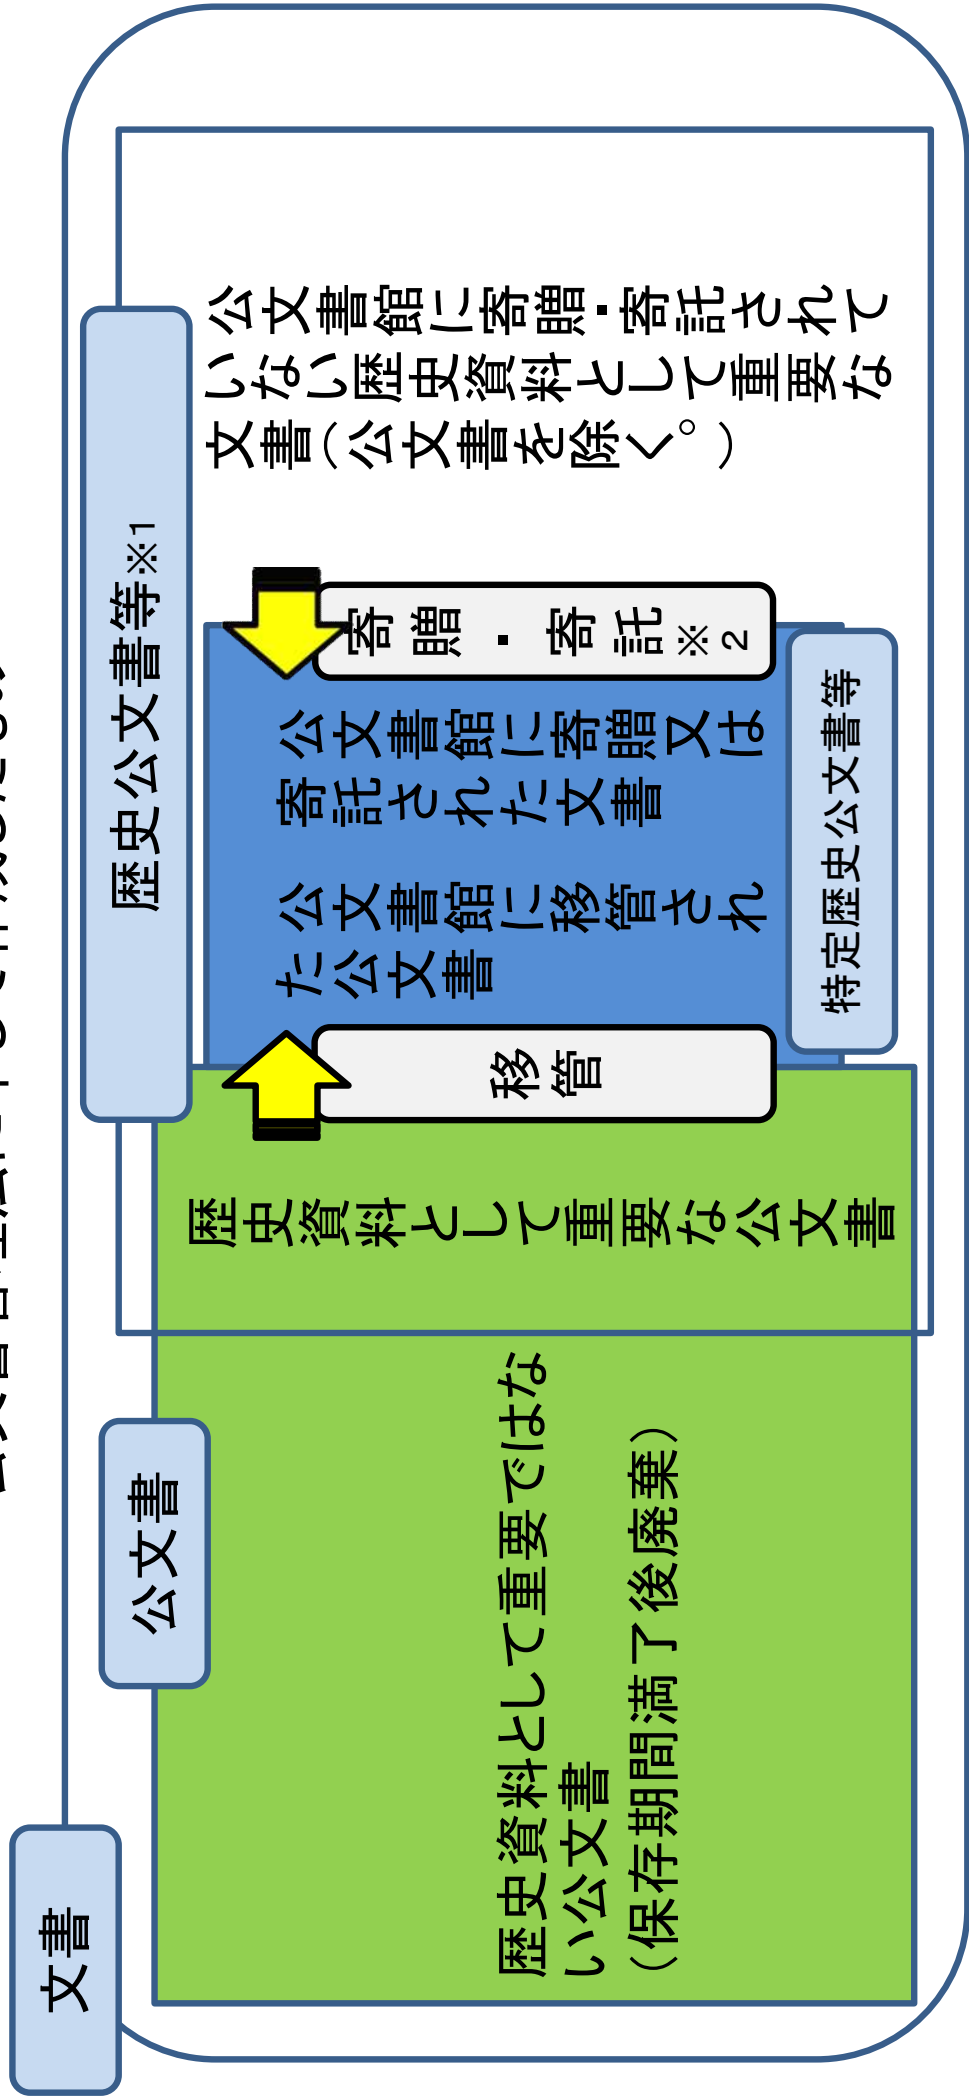 文書
公文書
歴史公文書等※1
歴史資料として重要ではな
い公文書
（保存期間満了後廃棄）
歴史資料として重要な公文書
移管
公文書館に移管され
た公文書
公文書館に寄贈又は
寄託された文書
寄贈・寄託※2
特定歴史公文書等
公文書館に寄贈・寄託されて
いない歴史資料として重要な
文書（公文書を除く。）